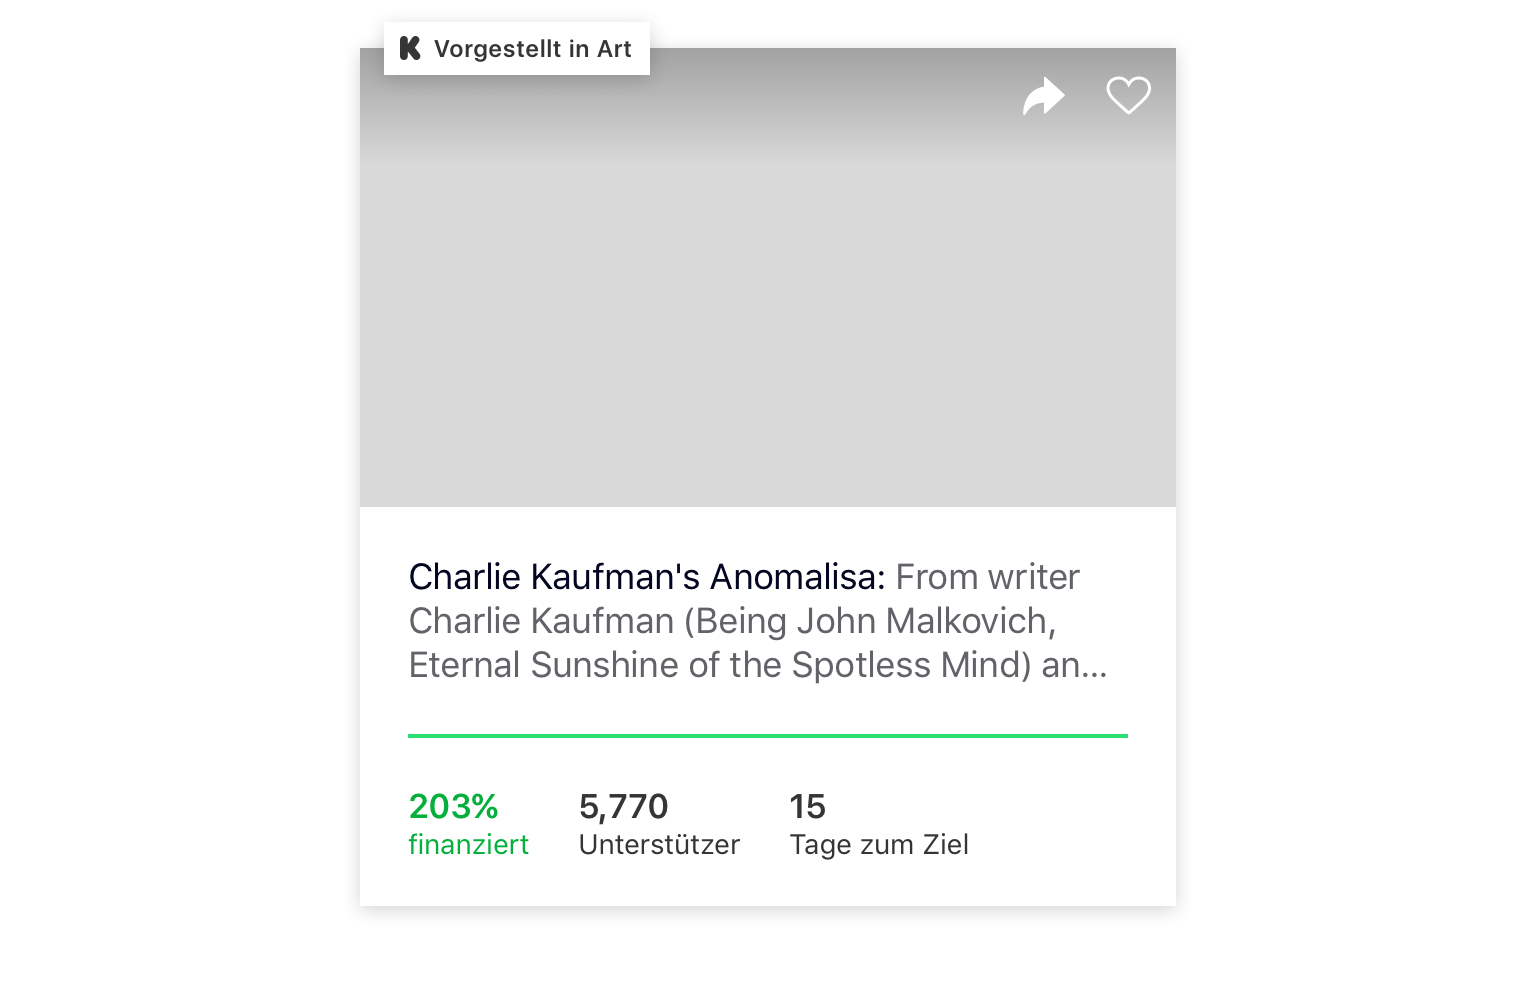 Vorgestellt in Art
Charlie Kaufman's Anomalisa: From writer
Charlie Kaufman (Being John Malkovich,
Eternal Sunshine of the Spotless Mind) an...
203% 5,770 15
finanziert Unterstützer Tage zum Ziel